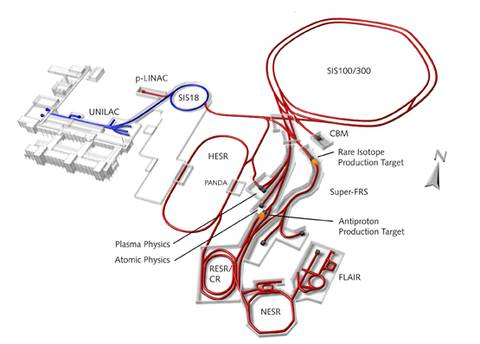 SIS100/300
p-LINAC
SIS18
UNILAC
CBM
HESR
Rare Isotope
Production Target
PANDA
Super-FRS
N
Antiproton
Production Target
Plasma Physics
Atomic Physics
RESR/
CR
FLAIR
NESR